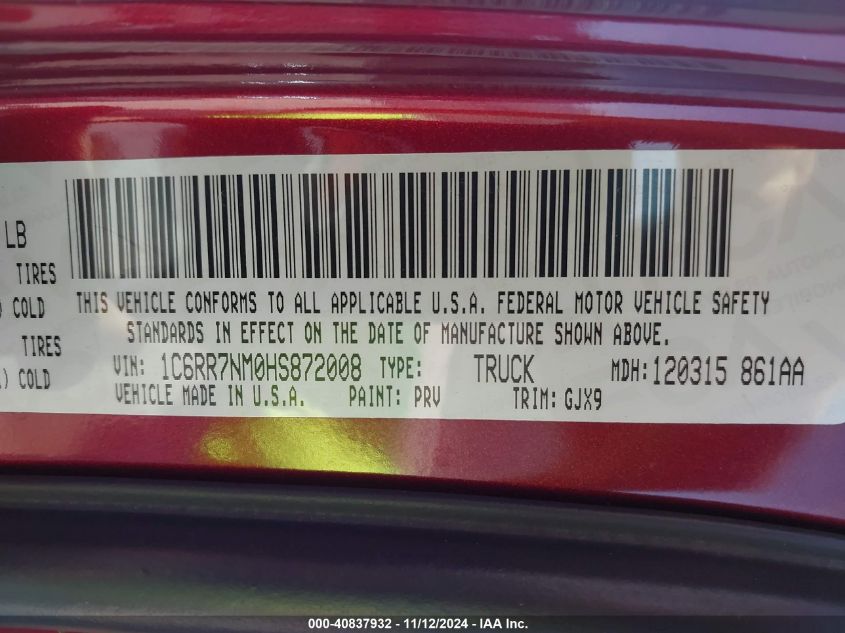 LB
TIRES
) COLD
TIRES
) COLD
THIS VEHICLE CONFORMS TO ALL APPLICABLE U.S.A. FEDERAL MOTOR VEHICLE SAFETY
STANDARDS IN EFFECT ON THE DATE OF MANUFACTURE SHOWN ABOVE.
VIN: 1C6RR7NM0HS872008 TYPE: TRUCK MDH: 120315 861AA
VEHICLE MADE IN U.S.A. PAINT: PRV TRIM: GJX9
000-40837932 - 11/12/2024 - IAA Inc.